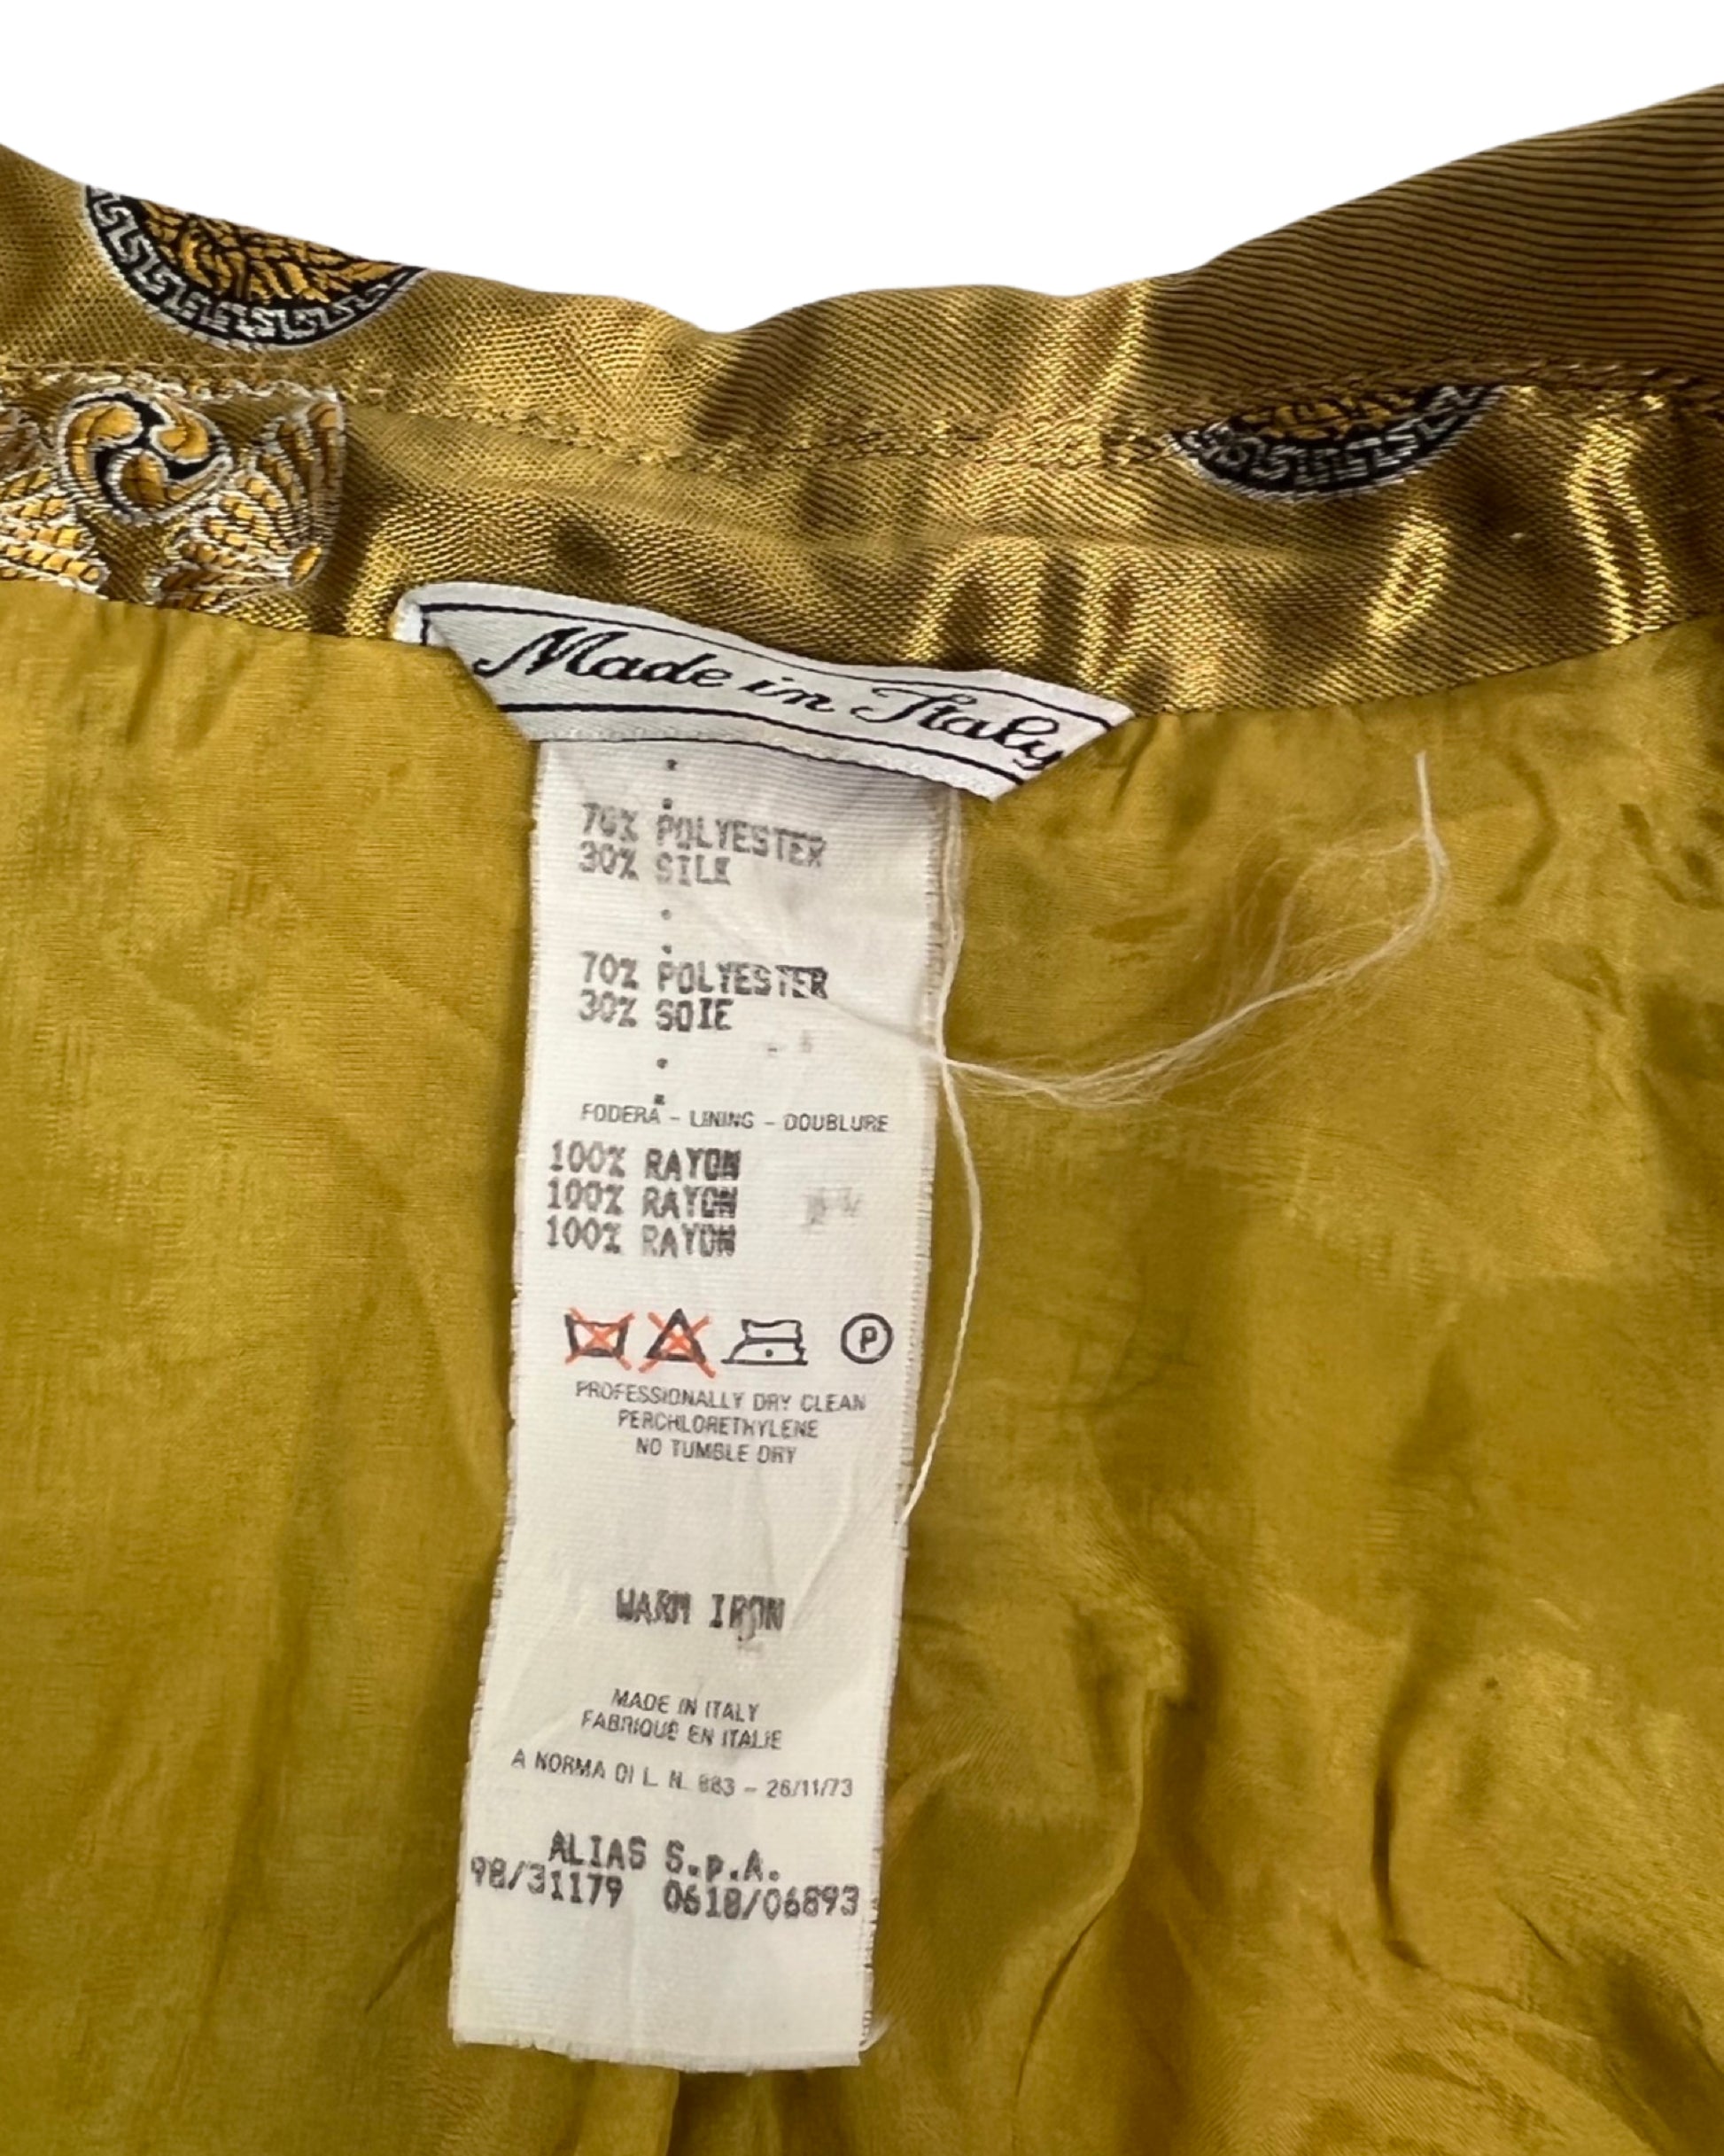 Made in Italy
70% POLYESTER
30% SILK
70% POLYESTER
30% SOIE
FODERA - LINING - DOUBLURE
100% RAYON
100% RAYON
100% RAYON
P
PROFESSIONALLY DRY CLEAN
PERCHLORETHYLENE
NO TUMBLE DRY
WARM IRON
MADE IN ITALY
FABRIQUÉ EN ITALIE
A NORMA DI L. N. 883 - 26/11/73
ALIAS S.p.A.
98/31179 0618/06893